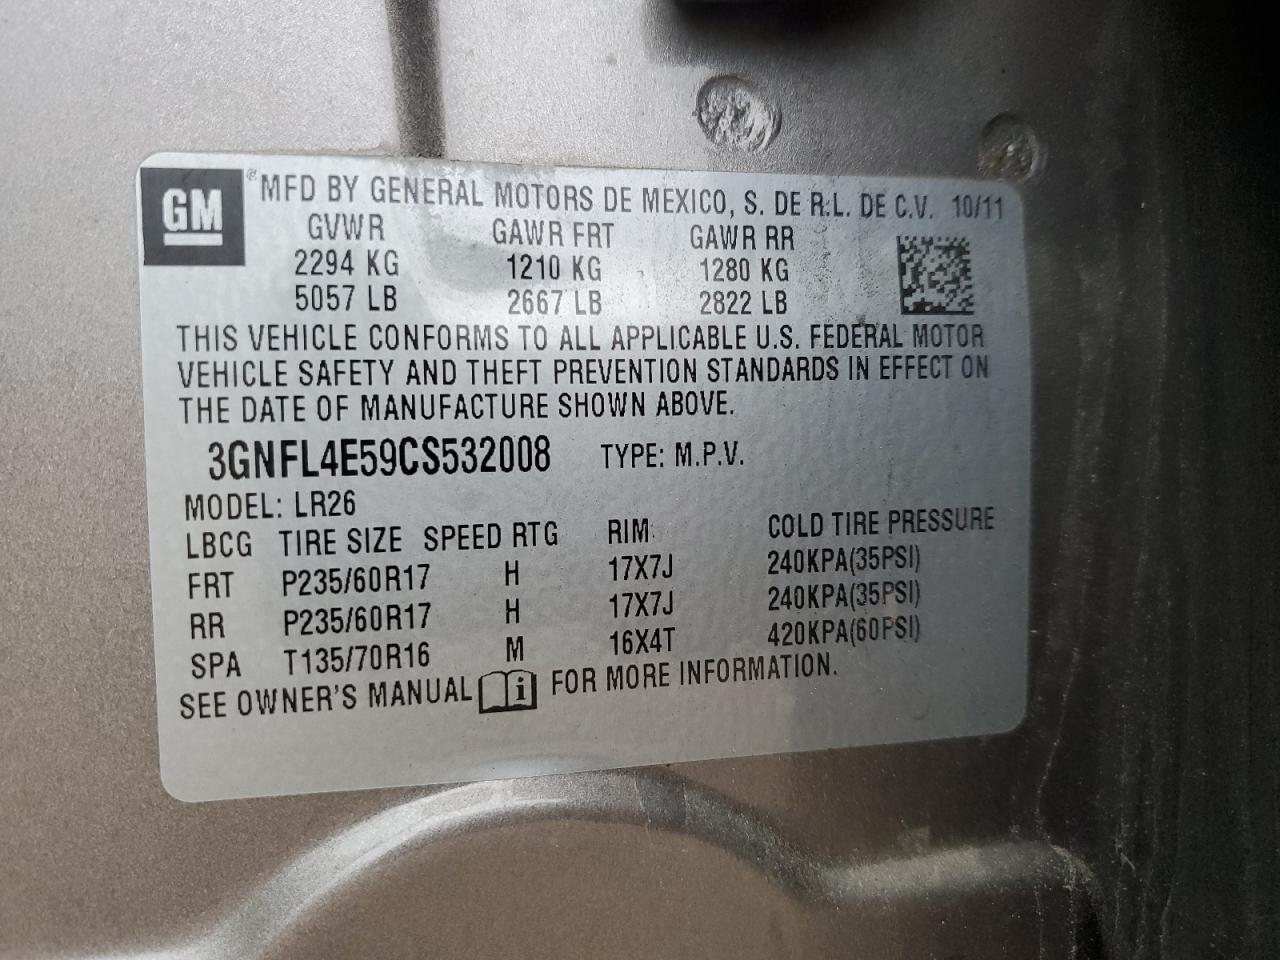 GM ® MFD BY GENERAL MOTORS DE MEXICO, S. DE R.L. DE C.V. 10/11
GVWR GAWR FRT GAWR RR
2294 KG 1210 KG 1280 KG
5057 LB 2667 LB 2822 LB
THIS VEHICLE CONFORMS TO ALL APPLICABLE U.S. FEDERAL MOTOR
VEHICLE SAFETY AND THEFT PREVENTION STANDARDS IN EFFECT ON
THE DATE OF MANUFACTURE SHOWN ABOVE.
3GNFL4E59CS532008 TYPE: M.P.V.
MODEL: LR26
LBCG TIRE SIZE SPEED RTG RIM COLD TIRE PRESSURE
FRT P235/60R17 H 17X7J 240KPA(35PSI)
RR P235/60R17 H 17X7J 240KPA(35PSI)
SPA T135/70R16 M 16X4T 420KPA(60PSI)
SEE OWNER'S MANUAL i FOR MORE INFORMATION.